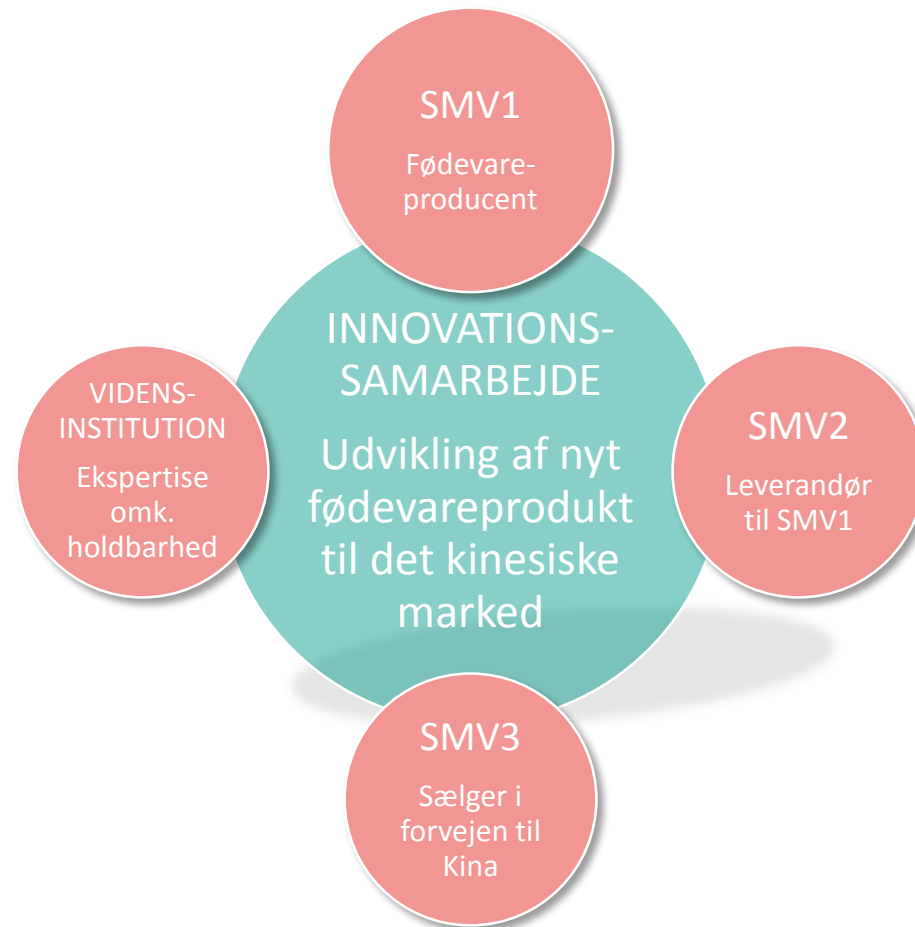 SMV1
Fødevare-
producent
INNOVATIONS-
SAMARBEJDE
Udvikling af nyt
fødevareprodukt
til det kinesiske
marked
VIDENS-
INSTITUTION
Ekspertise
omk.
holdbarhed
SMV2
Leverandør
til SMV1
SMV3
Sælger i
forvejen til
Kina